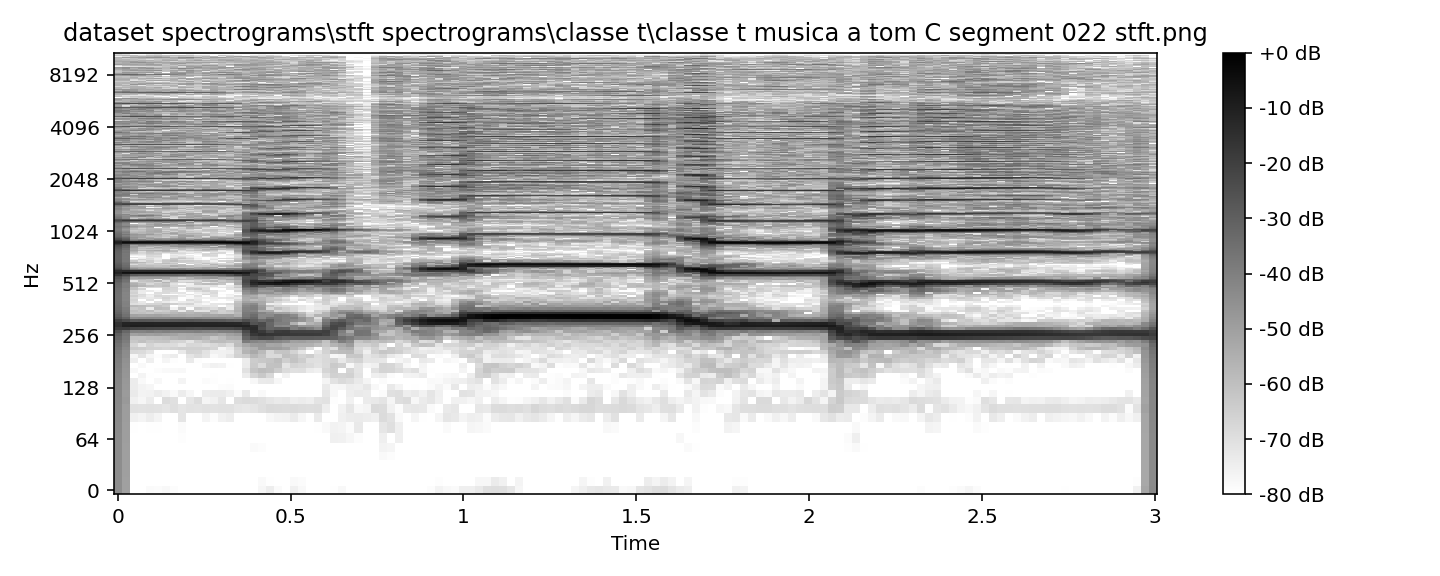 dataset spectrograms\stft spectrograms\classe t\classe t musica a tom C segment 022 stft.png
8192
4096
2048
1024
512
256
128
64
0
Hz
0
0.5
1
1.5
2
2.5
3
Time
+0 dB
-10 dB
-20 dB
-30 dB
-40 dB
-50 dB
-60 dB
-70 dB
-80 dB